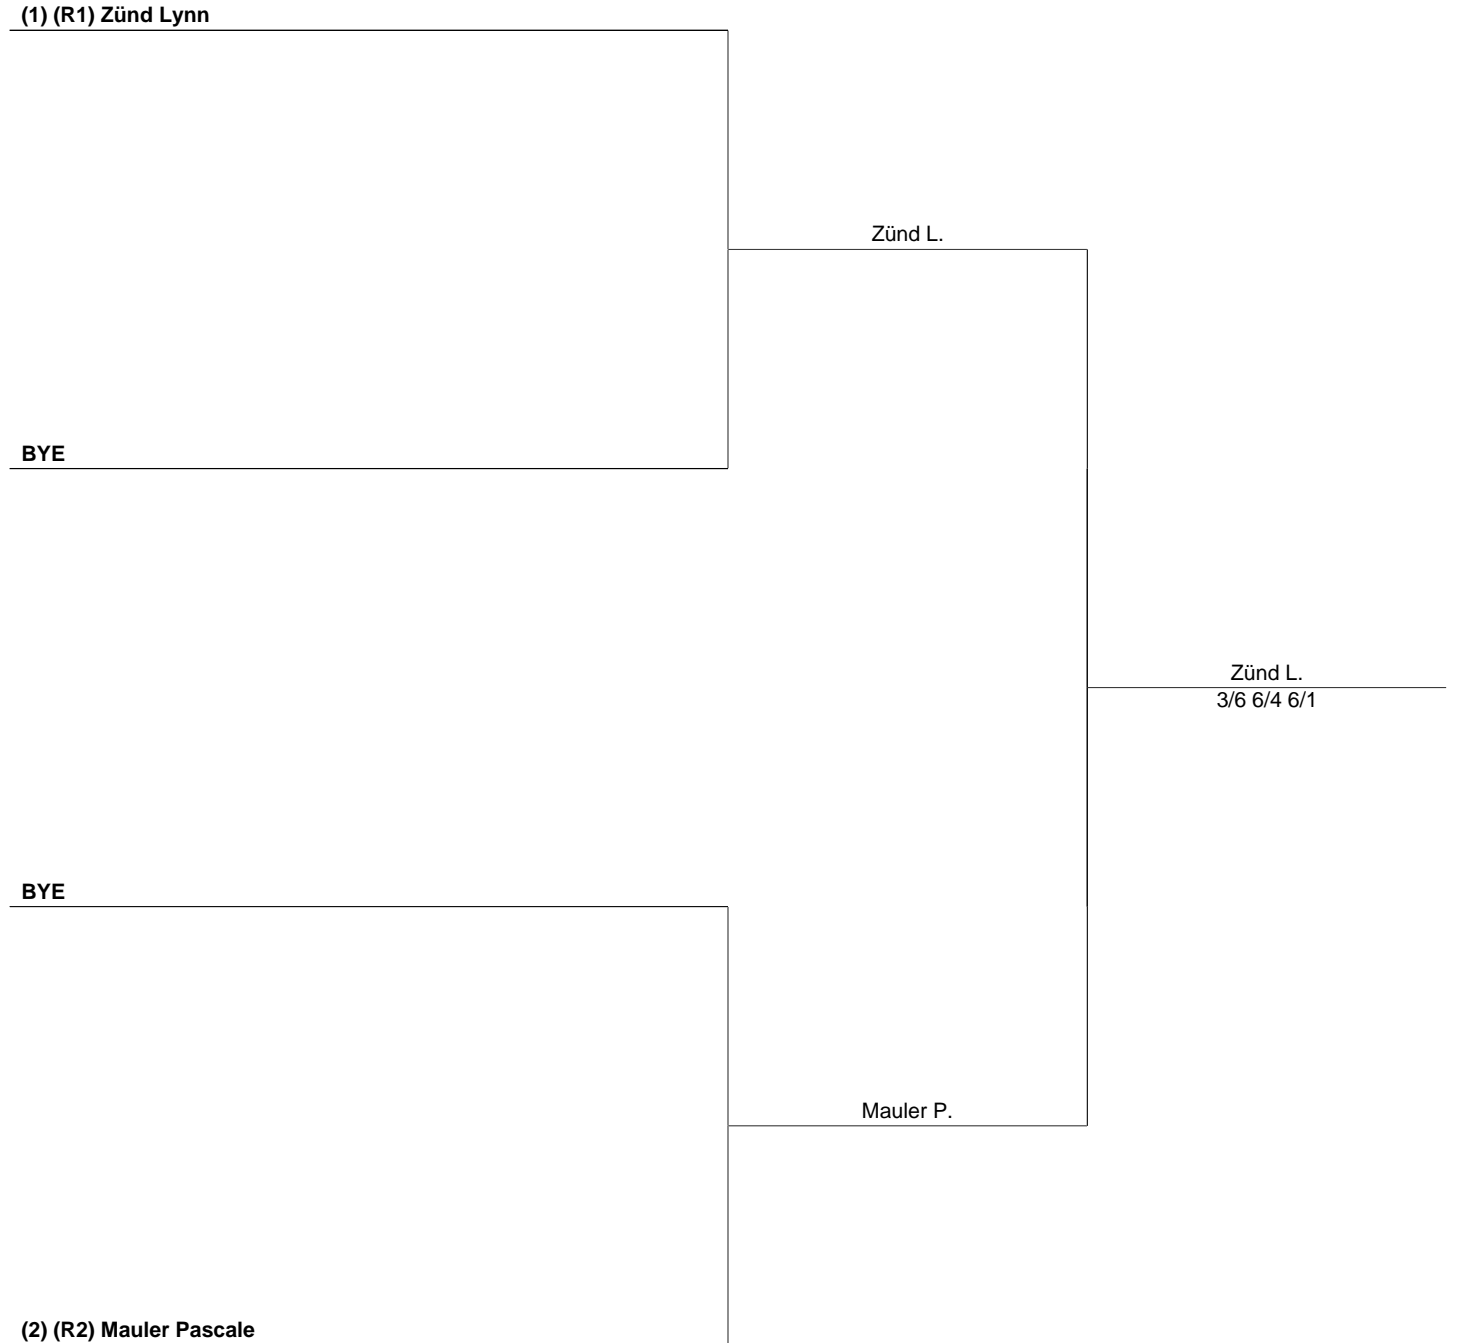 (1) (R1) Zünd Lynn
Zünd L.
BYE
Zünd L.
3/6 6/4 6/1
BYE
Mauler P.
(2) (R2) Mauler Pascale